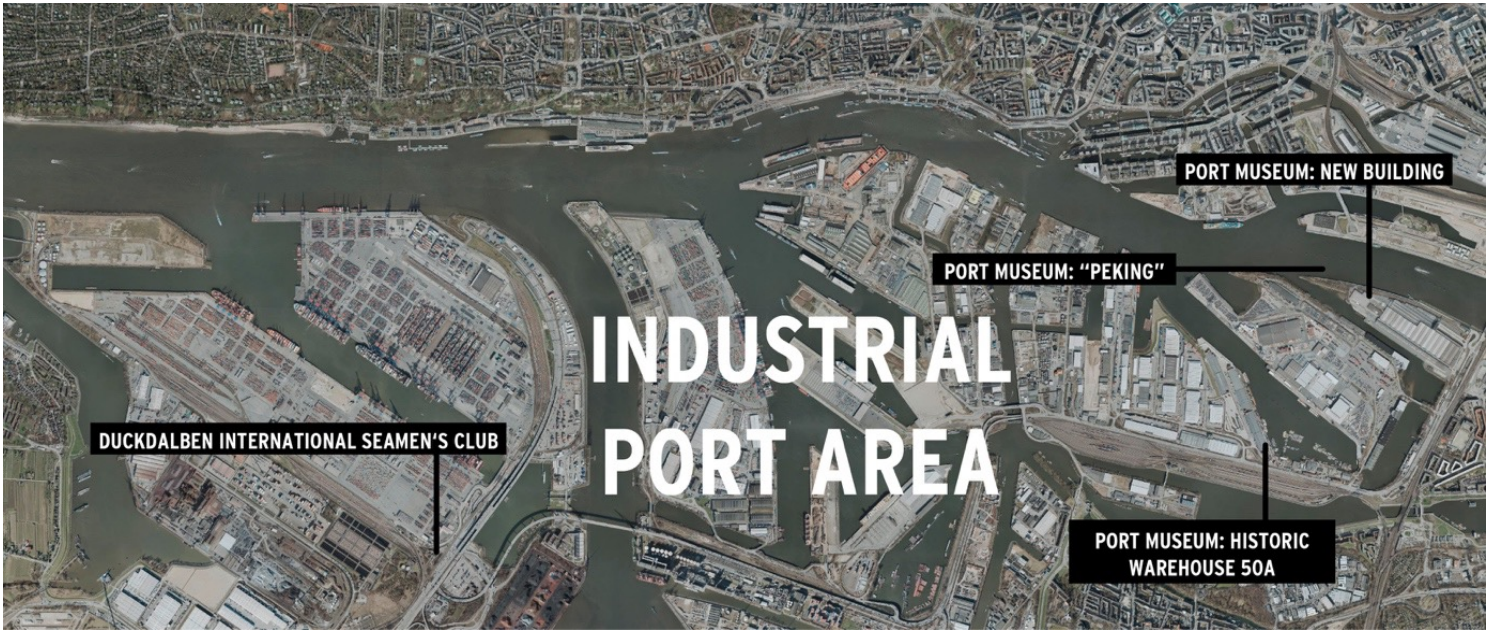 PORT MUSEUM: NEW BUILDING
PORT MUSEUM: “PEKING”
INDUSTRIAL
PORT AREA
DUCKDALBEN INTERNATIONAL SEAMEN‘S CLUB
PORT MUSEUM: HISTORIC
WAREHOUSE 50A